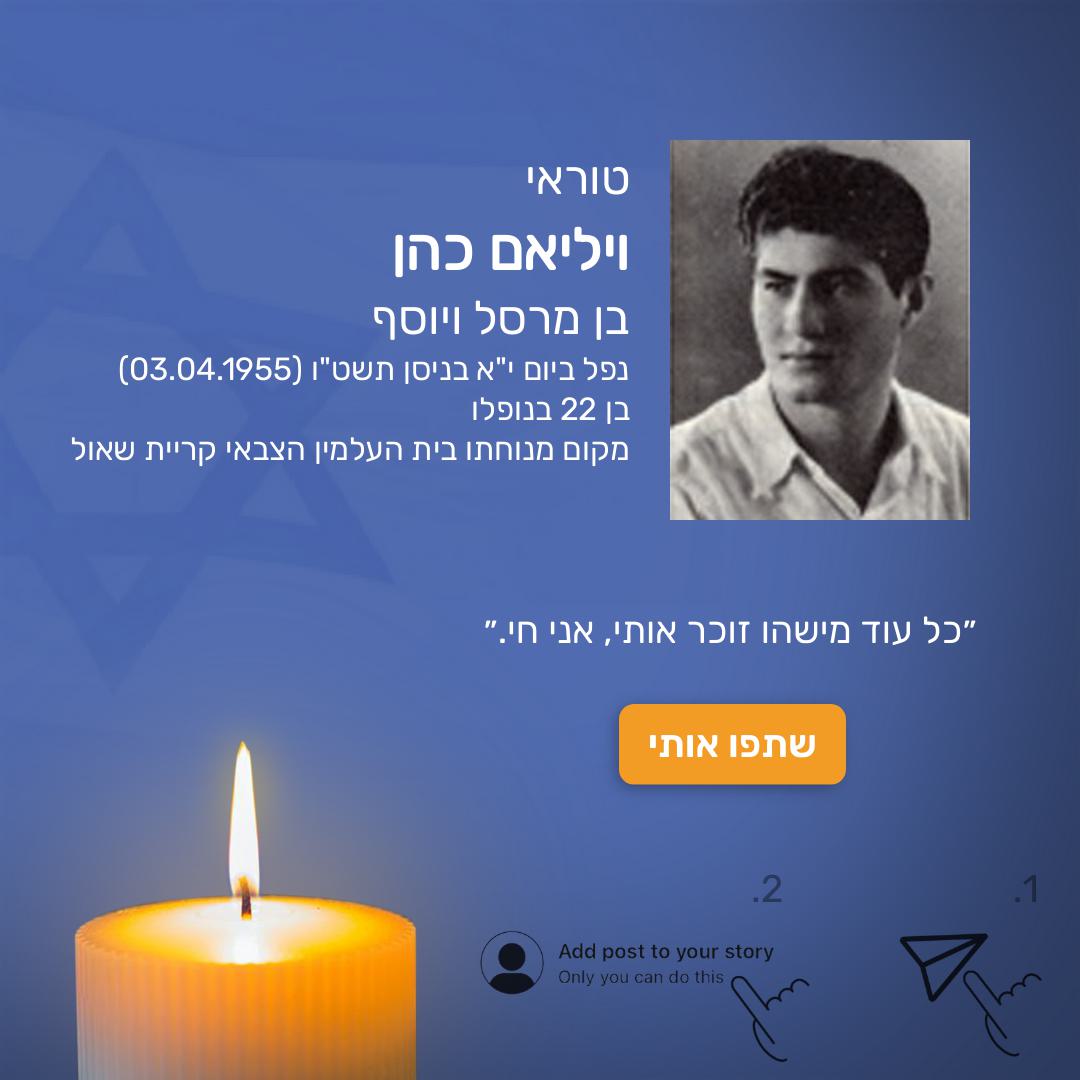 טוראי
ויליאם כהן
בן מרסל ויוסף
נפל ביום י"א בניסן תשט"ו (03.04.1955)
בן 22 בנופלו
מקום מנוחתו בית העלמין הצבאי קריית שאול
״כל עוד מישהו זוכר אותי, אני חי.״
שתפו אותי
1.
2.
Add post to your story
Only you can do this